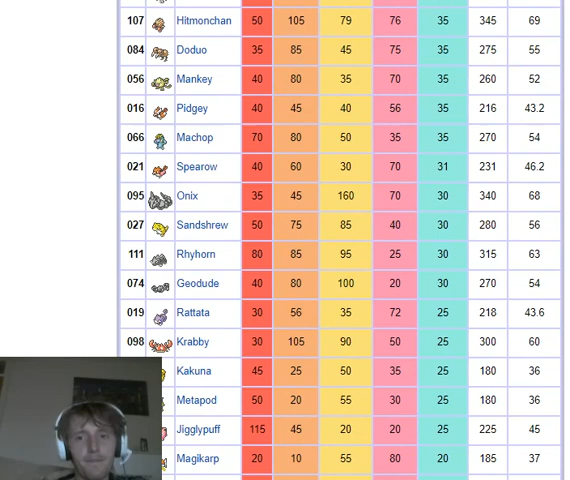 107 Hitmonchan 50 105 79 76 35 345 69
084 Doduo 35 85 45 75 35 275 55
056 Mankey 40 80 35 70 35 260 52
016 Pidgey 40 45 40 56 35 216 43.2
066 Machop 70 80 50 35 35 270 54
021 Spearow 40 60 30 70 31 231 46.2
095 Onix 35 45 160 70 30 340 68
027 Sandshrew 50 75 85 40 30 280 56
111 Rhyhorn 80 85 95 25 30 315 63
074 Geodude 40 80 100 20 30 270 54
019 Rattata 30 56 35 72 25 218 43.6
098 Krabby 30 105 90 50 25 300 60
Kakuna 45 25 50 35 25 180 36
Metapod 50 20 55 30 25 180 36
Jigglypuff 115 45 20 20 25 225 45
Magikarp 20 10 55 80 20 185 37